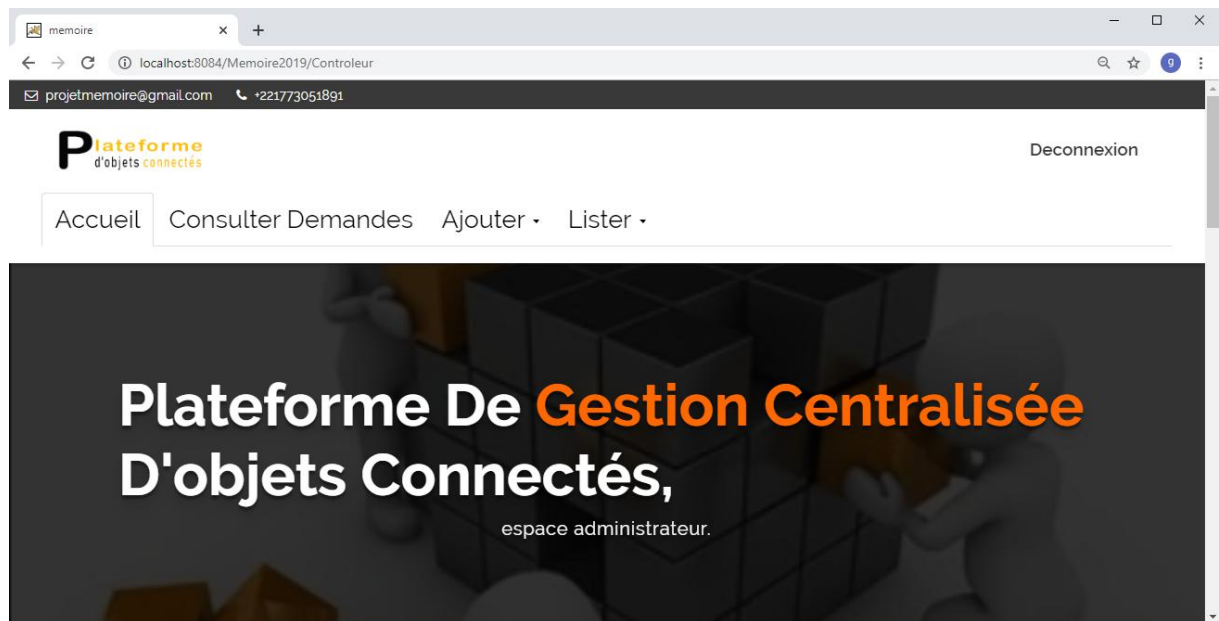 memoire
localhost:8084/Memoire2019/Controleur
g
projetmemoire@gmail.com +221773051891
Plateforme
d'objets connectés
Deconnexion
Accueil Consulter Demandes Ajouter Lister
Plateforme De Gestion Centralisée
D'objets Connectés,
espace administrateur.